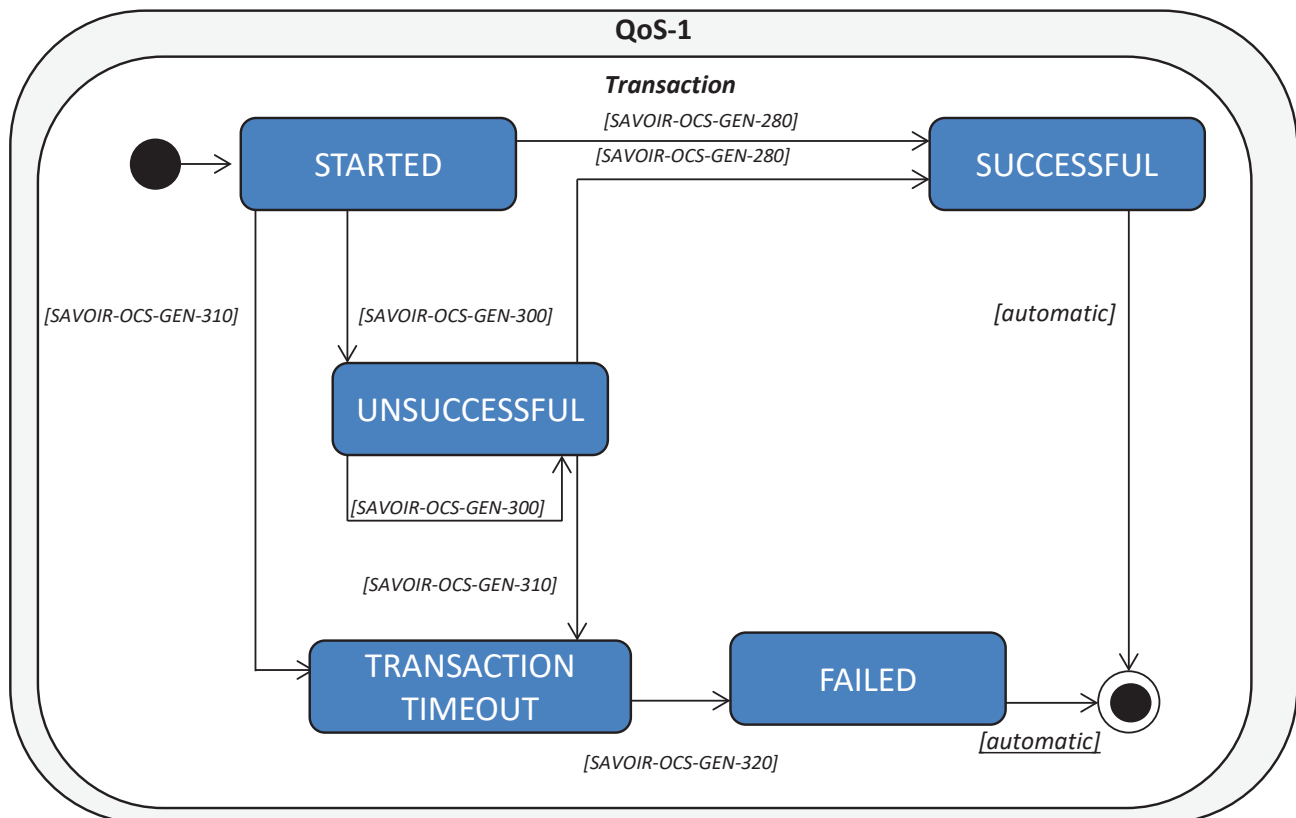 QoS-1
Transaction
[SAVOIR-OCS-GEN-280]
STARTED
[SAVOIR-OCS-GEN-280]
SUCCESSFUL
[SAVOIR-OCS-GEN-310]
[SAVOIR-OCS-GEN-300]
[automatic]
UNSUCCESSFUL
[SAVOIR-OCS-GEN-300]
[SAVOIR-OCS-GEN-310]
TRANSACTION
TIMEOUT
FAILED
[automatic]
[SAVOIR-OCS-GEN-320]